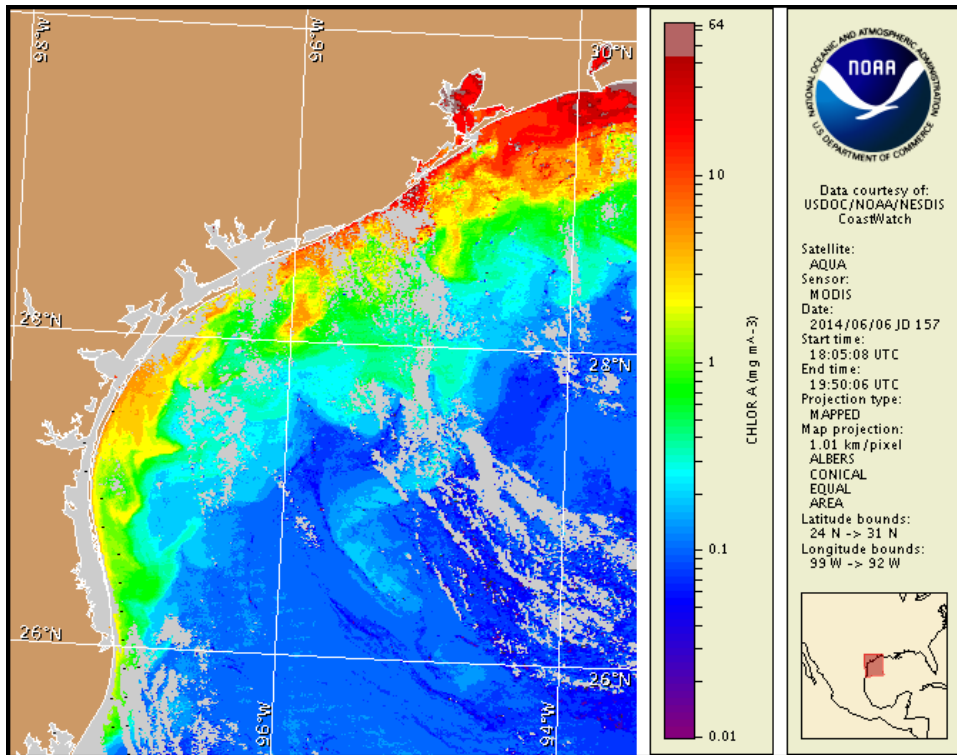 98°W
96°W
30°N
28°N
28°N
26°N
26°N
96°W
94°W
64
10
1
0.1
0.01
CHLOR A (mg m^-3)
NATIONAL OCEANIC AND ATMOSPHERIC ADMINISTRATION
NOAA
U.S. DEPARTMENT OF COMMERCE
Data courtesy of:
USDOC/NOAA/NESDIS
CoastWatch
Satellite:
AQUA
Sensor:
MODIS
Date:
2014/06/06 JD 157
Start time:
18:05:08 UTC
End time:
19:50:06 UTC
Projection type:
MAPPED
Map projection:
1.01 km/pixel
ALBERS
CONICAL
EQUAL
AREA
Latitude bounds:
24 N -> 31 N
Longitude bounds:
99 W -> 92 W